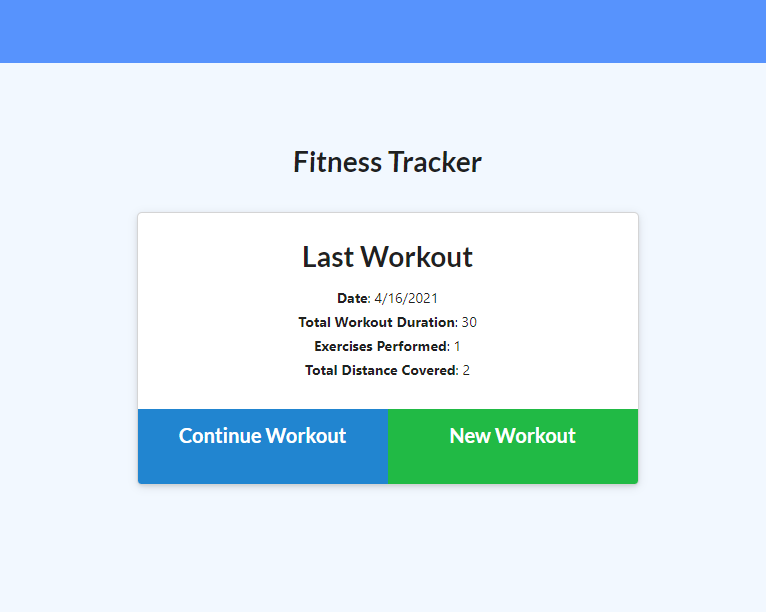 Fitness Tracker
Last Workout
Date: 4/16/2021
Total Workout Duration: 30
Exercises Performed: 1
Total Distance Covered: 2
Continue Workout
New Workout